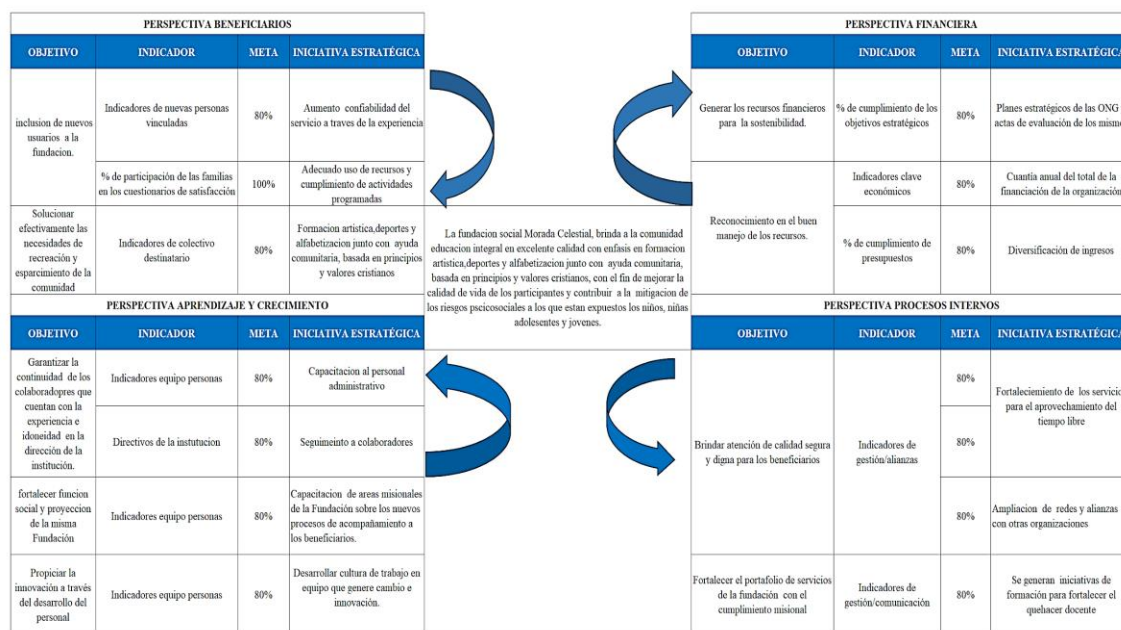 PERSPECTIVA BENEFICIARIOS
OBJETIVO INDICADOR META INICIATIVA ESTRATÉGICA
inclusion de nuevos
usuarios a la
fundacion.
Indicadores de nuevas personas
vinculadas
80%
Aumento confiabilidad del
servicio a traves de la experiencia
% de participación de las familias
en los cuestionarios de satisfacción
100%
Adecuado uso de recursos y
cumplimiento de actividades
programadas
Solucionar
efectivamente las
necesidades de
recreación y
esparcimiento de la
comunidad
Indicadores de colectivo
destinatario
80%
Formacion artistica,deportes y
alfabetizacion junto con ayuda
comunitaria, basada en principios
y valores cristianos
PERSPECTIVA FINANCIERA
OBJETIVO INDICADOR META INICIATIVA ESTRATÉGICA
Generar los recursos financieros
para la sostenibilidad.
% de cumplimiento de los
objetivos estratégicos
80%
Planes estratégicos de las ONG
actas de evaluación de los mismo
Reconocimiento en el buen
manejo de los recursos.
Indicadores clave
económicos
80%
Cuantía anual del total de la
financiación de la organización
% de cumplimiento de
presupuestos
80%
Diversificación de ingresos
La fundacion social Morada Celestial, brinda a la comunidad
educacion integral en excelente calidad con enfasis en formacion
artistica,deportes y alfabetizacion junto con ayuda comunitaria,
basada en principios y valores cristianos, con el fin de mejorar la
calidad de vida de los participantes y contribuir a la mitigacion de
los riesgos pscicosociales a los que estan expuestos los niños, niñas
adolesentes y jovenes.
PERSPECTIVA APRENDIZAJE Y CRECIMIENTO
OBJETIVO INDICADOR META INICIATIVA ESTRATÉGICA
Garantizar la
continuidad de los
colaboradopres que
cuentan con la
experiencia e
idoneidad en la
dirección de la
institución.
Indicadores equipo personas
80%
Capacitacion al personal
administrativo
Directivos de la instutucion
80%
Seguimeinto a colaboradores
fortalecer funcion
social y proyeccion
de la misma
Fundación
Indicadores equipo personas
80%
Capacitacion de areas misionales
de la Fundación sobre los nuevos
procesos de acompañamiento a
los beneficiarios.
Propiciar la
innovación a través
del desarrollo del
personal
Indicadores equipo personas
80%
Desarrollar cultura de trabajo en
equipo que genere cambio e
innovación.
PERSPECTIVA PROCESOS INTERNOS
OBJETIVO INDICADOR META INICIATIVA ESTRATÉGICA
Brindar atención de calidad segura
y digna para los beneficiarios
Indicadores de
gestión/alianzas
80%
80%
Fortaleciemiento de los servicio
para el aprovechamiento del
tiempo libre
80%
Ampliacion de redes y alianzas
con otras organizaciones
Fortalecer el portafolio de servicios
de la fundación con el
cumplimiento misional
Indicadores de
gestión/comunicación
80%
Se generan iniciativas de
formación para fortalecer el
quehacer docente